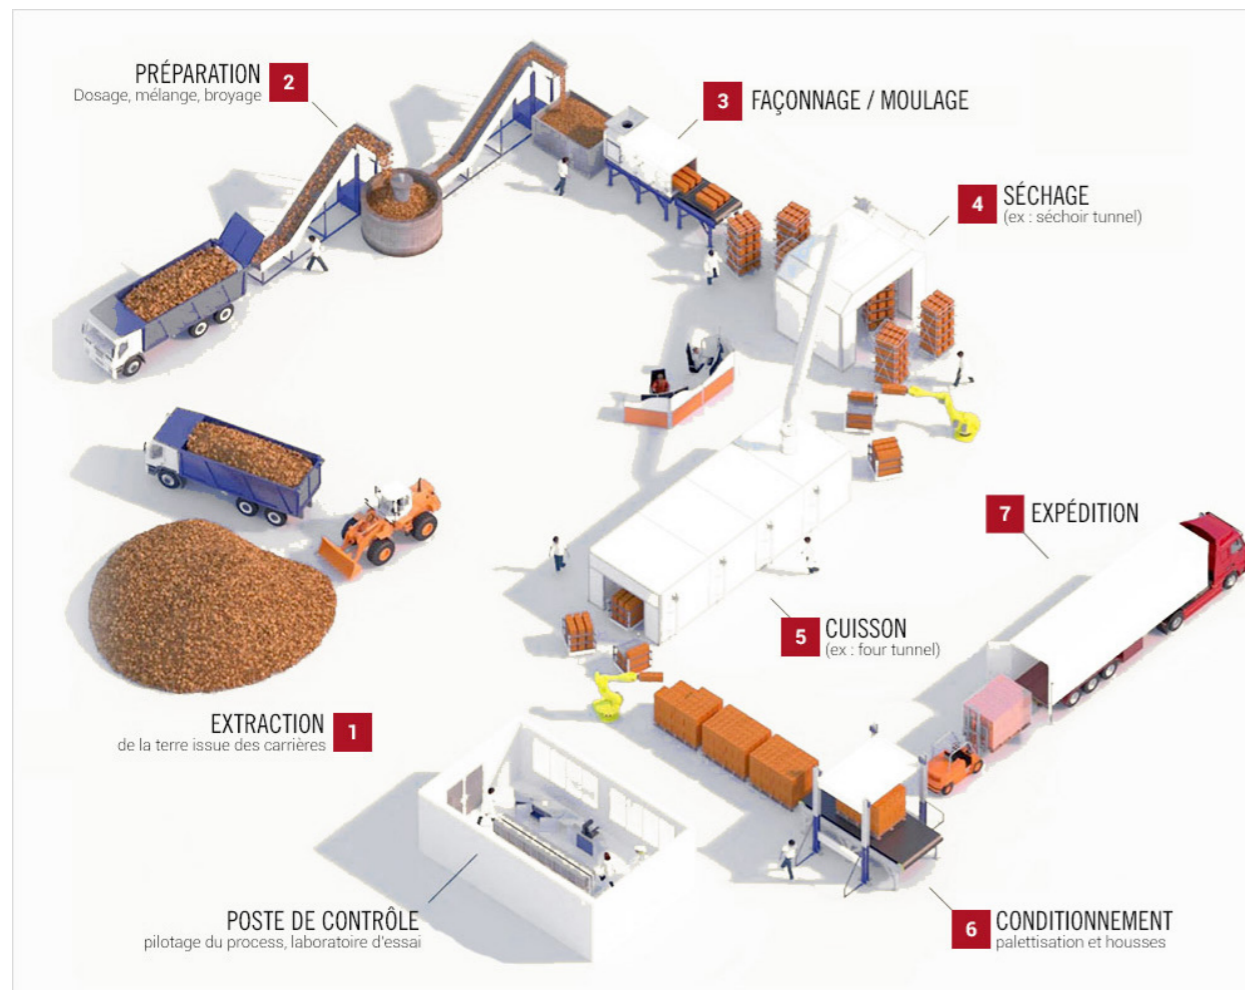 PRÉPARATION 2
Dosage, mélange, broyage
3 FAÇONNAGE / MOULAGE
4 SÉCHAGE
(ex : séchoir tunnel)
7 EXPÉDITION
5 CUISSON
(ex : four tunnel)
EXTRACTION 1
de la terre issue des carrières
POSTE DE CONTRÔLE
pilotage du process, laboratoire d'essai
6 CONDITIONNEMENT
palettisation et housses